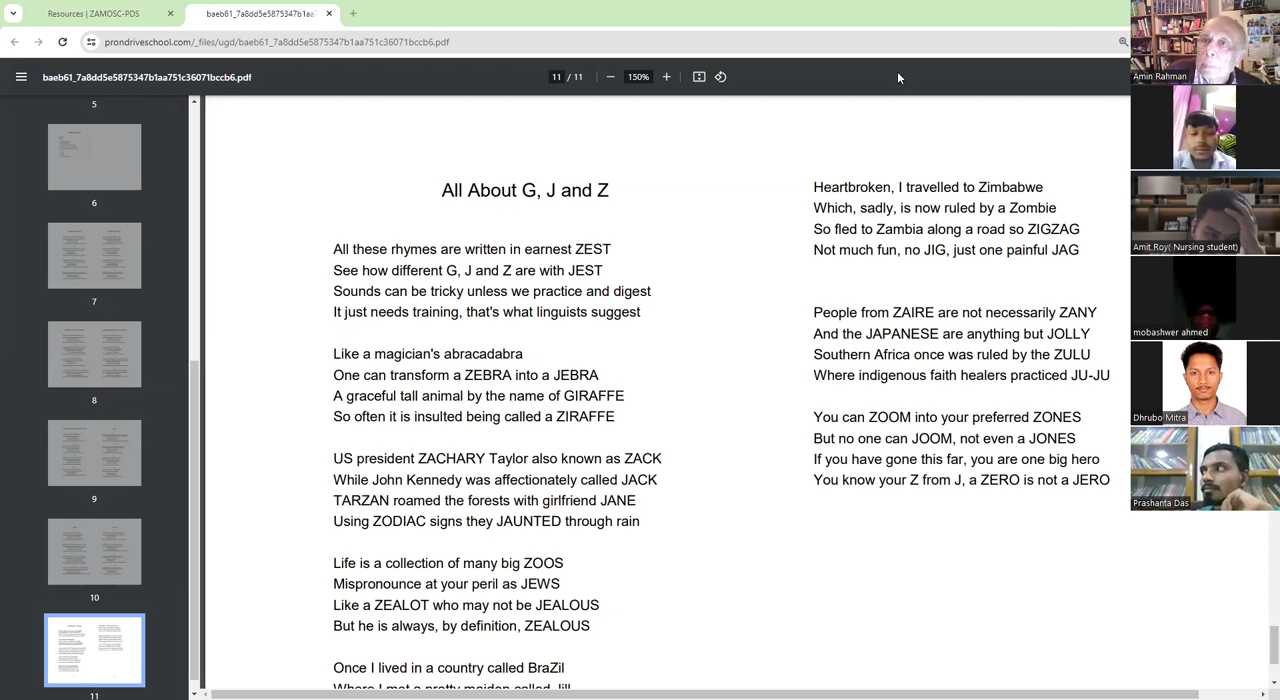 Resources | ZAMOSC-PDS
baeb61_7a8dd5e5875347b1aa7
prondriveschool.com/_files/ugd/baeb61_7a8dd5e5875347b1aa751c36071bccb6.pdf
baeb61_7a8dd5e5875347b1aa751c36071bccb6.pdf
11 / 11
150%
5
6
7
8
9
10
11
All About G, J and Z
All these rhymes are written in earnest ZEST
See how different G, J and Z are with JEST
Sounds can be tricky unless we practice and digest
It just needs training, that's what linguists suggest
Like a magician's abracadabra
One can transform a ZEBRA into a JEBRA
A graceful tall animal by the name of GIRAFFE
So often it is insulted being called a ZIRAFFE
US president ZACHARY Taylor also known as ZACK
While John Kennedy was affectionately called JACK
TARZAN roamed the forests with girlfriend JANE
Using ZODIAC signs they JAUNTED through rain
Life is a collection of many big ZOOS
Mispronounce at your peril as JEWS
Like a ZEALOT who may not be JEALOUS
But he is always, by definition, ZEALOUS
Once I lived in a country called BraZil
Where I met a pretty maiden called Jill
Heartbroken, I travelled to Zimbabwe
Which, sadly, is now ruled by a Zombie
So fled to Zambia along a road so ZIGZAG
Not much fun, no JIG, just one painful JAG
People from ZAIRE are not necessarily ZANY
And the JAPANESE are anything but JOLLY
Southern Africa once was ruled by the ZULU
Where indigenous faith healers practiced JU-JU
You can ZOOM into your preferred ZONES
But no one can JOOM, not even a JONES
If you have gone this far, you are one big hero
You know your Z from J, a ZERO is not a JERO
Amin Rahman
Amit Roy( Nursing student)
mobashwer ahmed
Dhrubo Mitra
Prashanta Das